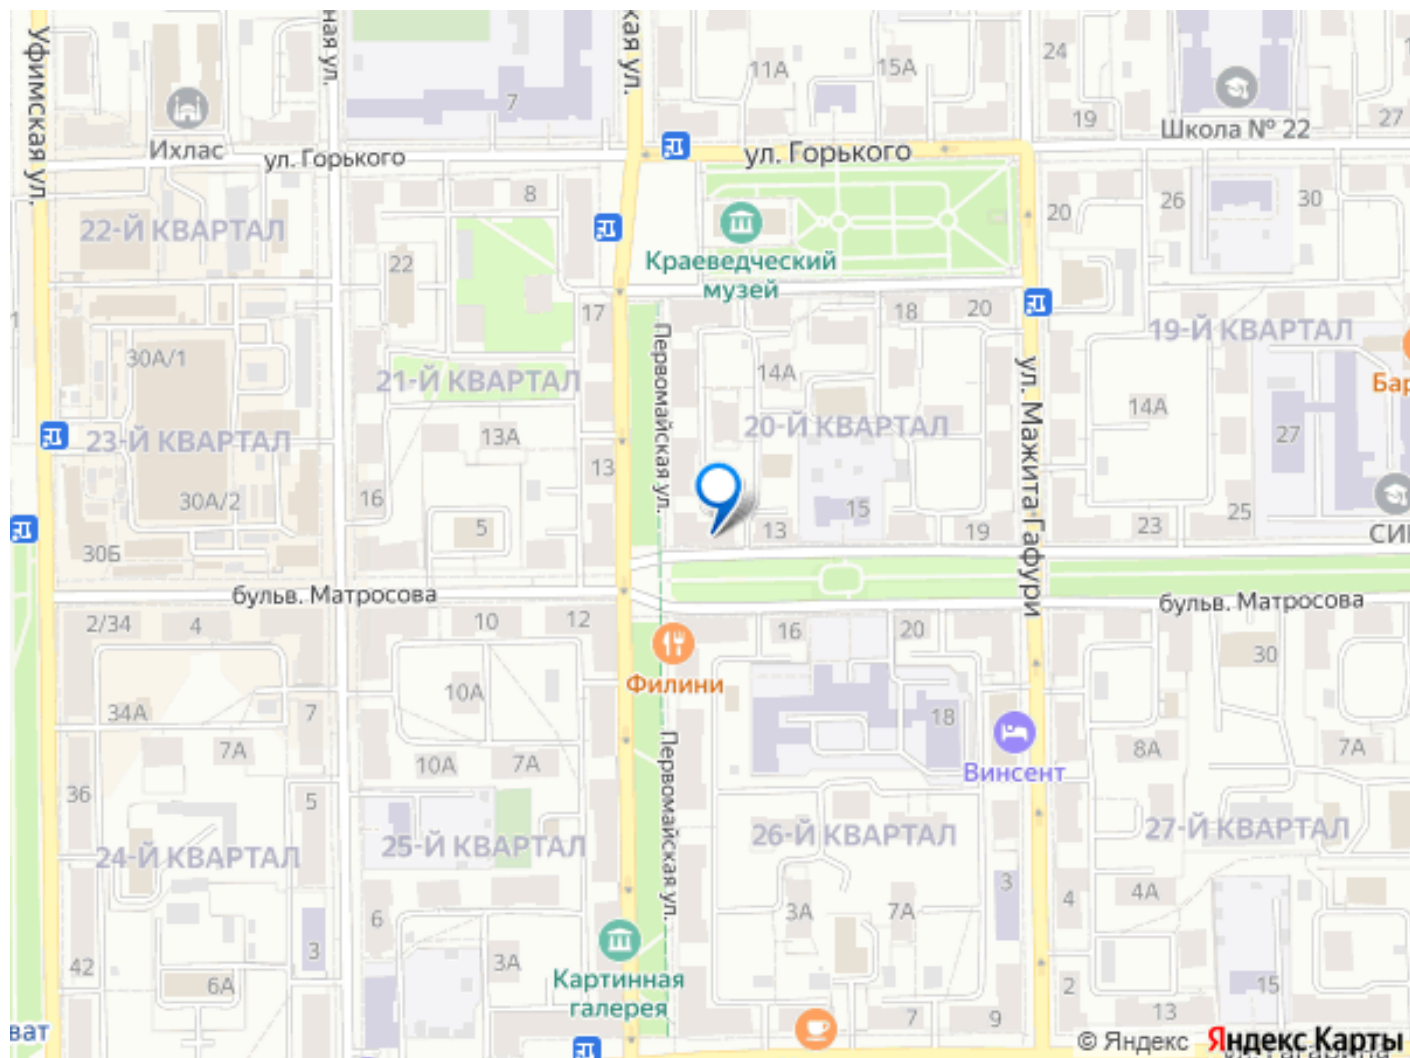 Уфимская ул.
ная ул.
кая ул.
7
11А
15А
24
19
Школа № 22
27
Ихлас
ул. Горького
ул. Горького
8
22-Й КВАРТАЛ
22
Краеведческий
музей
20
26
30
17
18
20
19-Й КВАРТАЛ
30А/1
21-Й КВАРТАЛ
14А
Первомайская ул.
ул. Мажита Гафури
Бар
14А
23-Й КВАРТАЛ
13А
13
20-Й КВАРТАЛ
27
30А/2
16
5
15
13
19
23
25
СИ
30Б
бульв. Матросова
бульв. Матросова
2/34
4
10
12
16
20
30
Филини
10А
34А
7
7А
18
8А
7А
10А
7А
Первомайская ул.
Винсент
36
5
24-Й КВАРТАЛ
25-Й КВАРТАЛ
26-Й КВАРТАЛ
27-Й КВАРТАЛ
3
4
4А
6
3А
7А
3
3А
42
6А
Картинная
галерея
2
15
13
7
9
ват
© Яндекс Яндекс Карты